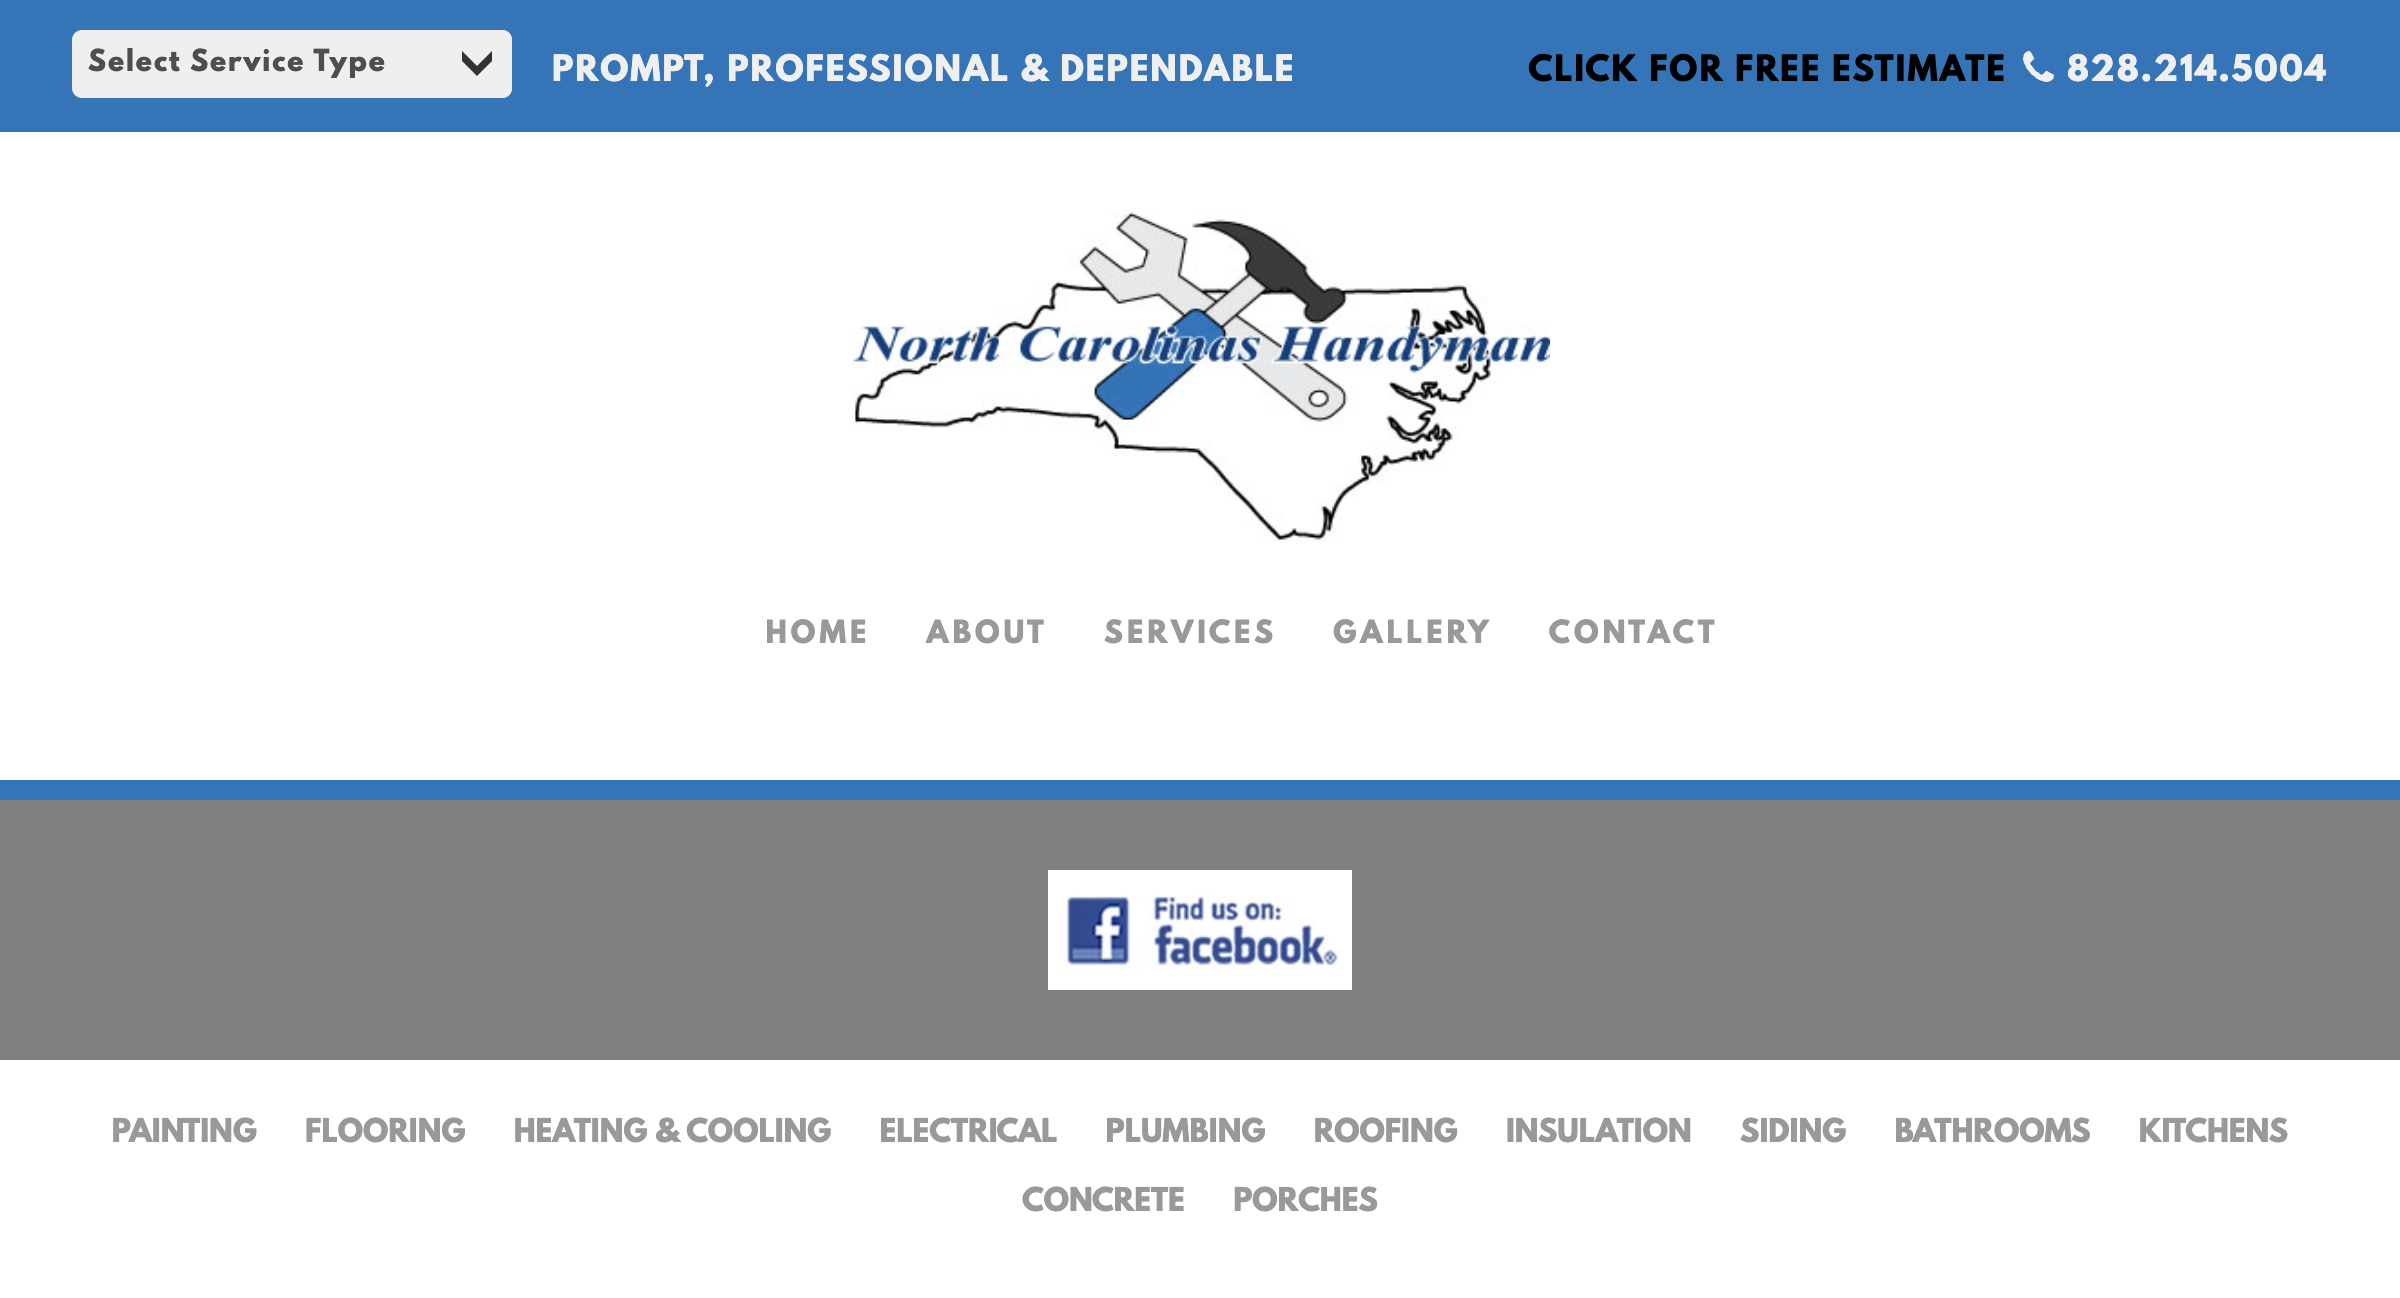 Select Service Type
PROMPT, PROFESSIONAL & DEPENDABLE
CLICK FOR FREE ESTIMATE 828.214.5004
North Carolinas Handyman
HOME ABOUT SERVICES GALLERY CONTACT
Find us on:
facebook®
PAINTING FLOORING HEATING & COOLING ELECTRICAL PLUMBING ROOFING INSULATION SIDING BATHROOMS KITCHENS
CONCRETE PORCHES